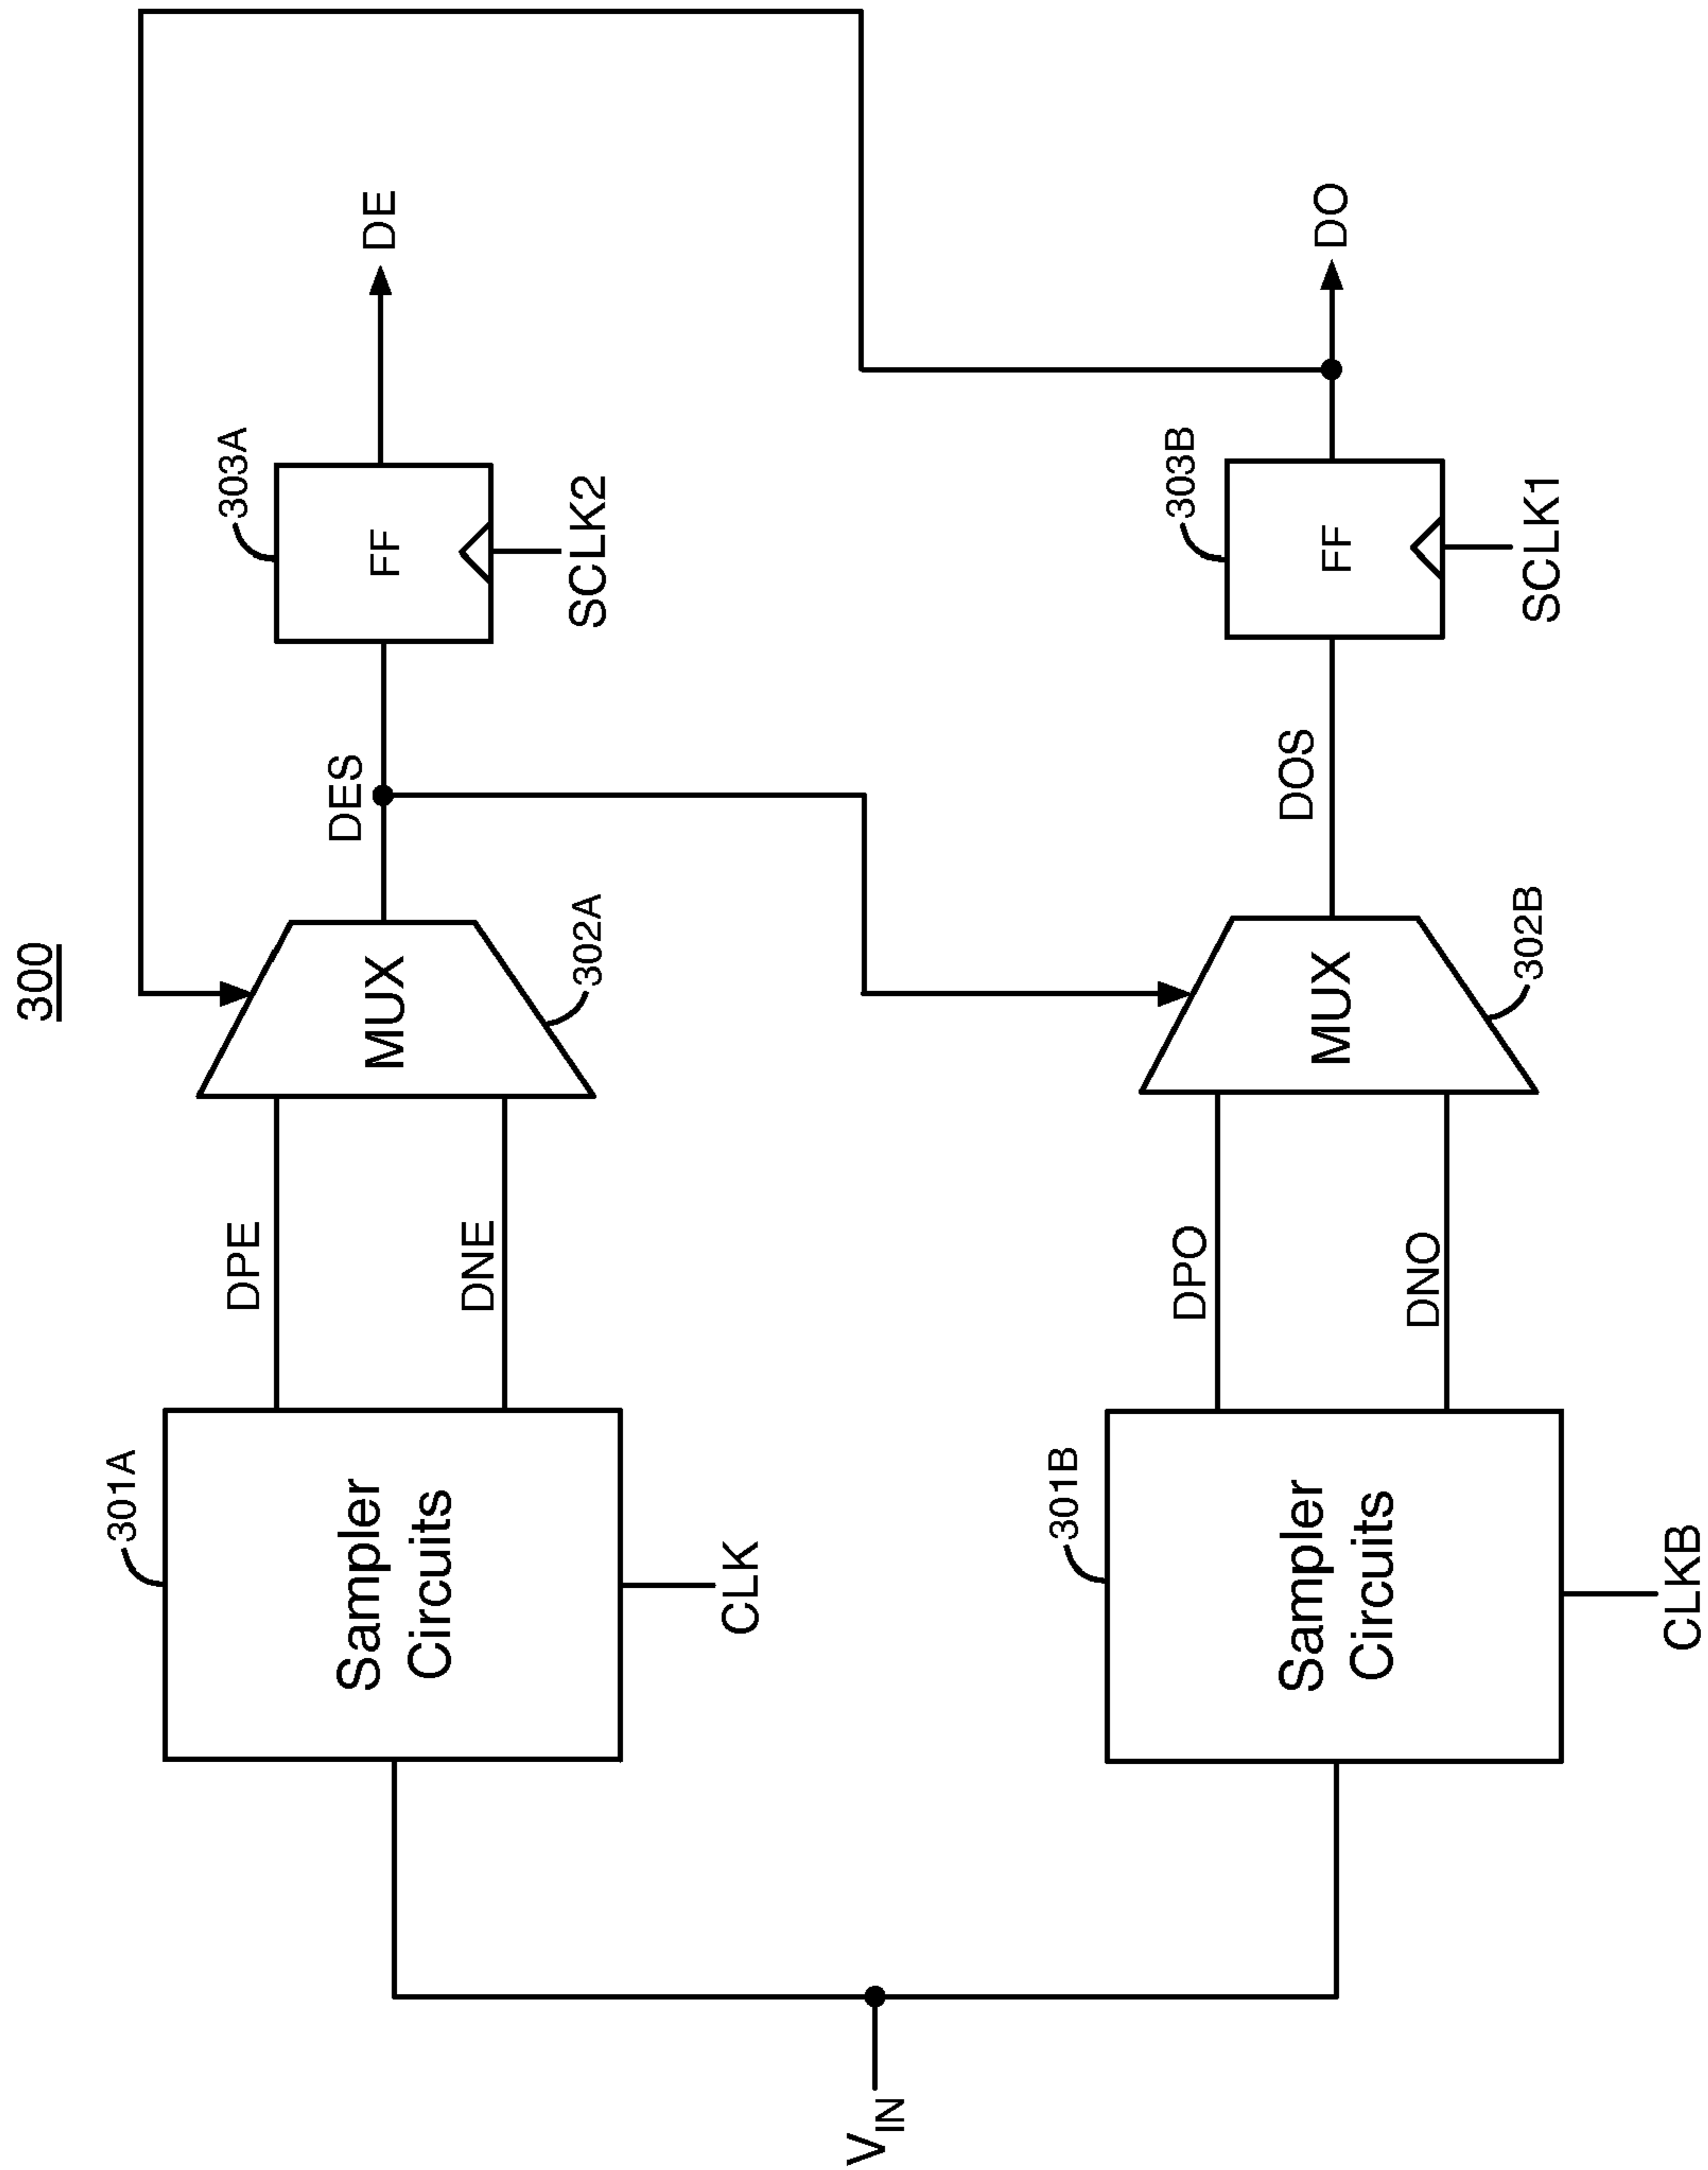 300
301A
Sampler
Circuits
CLK
DPE
DNE
MUX
302A
DES
303A
FF
SCLK2
DE
V_IN
301B
Sampler
Circuits
CLKB
DPO
DNO
MUX
302B
DOS
303B
FF
SCLK1
DO